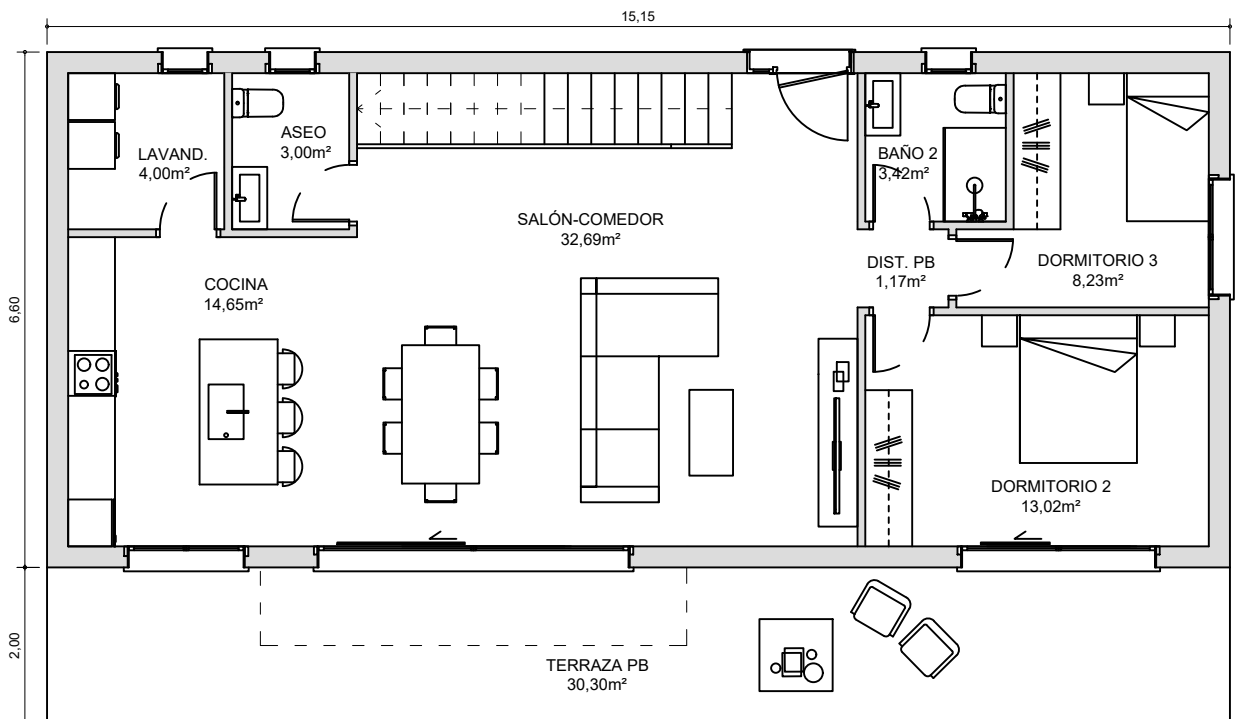 15,15
ASEO
3,00m²
LAVAND.
4,00m²
BAÑO 2
3,42m²
SALÓN-COMEDOR
32,69m²
DIST. PB
1,17m²
DORMITORIO 3
8,23m²
COCINA
14,65m²
6,60
DORMITORIO 2
13,02m²
2,00
TERRAZA PB
30,30m²